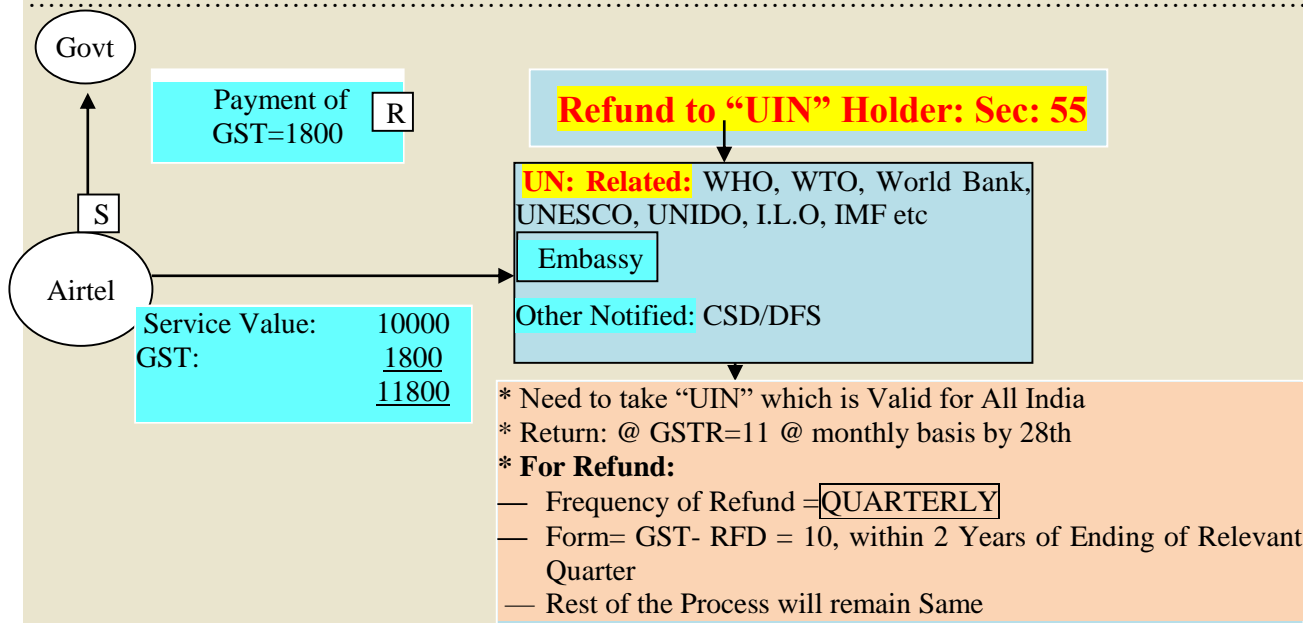 Govt
Payment of
GST=1800
R
Refund to “UIN” Holder: Sec: 55
S
UN: Related: WHO, WTO, World Bank,
UNESCO, UNIDO, I.L.O, IMF etc
Embassy
Airtel
Other Notified: CSD/DFS
Service Value: 10000
GST: 1800
11800
* Need to take “UIN” which is Valid for All India
* Return: @ GSTR=11 @ monthly basis by 28th
* For Refund:
— Frequency of Refund =QUARTERLY
— Form= GST- RFD = 10, within 2 Years of Ending of Relevant
Quarter
— Rest of the Process will remain Same